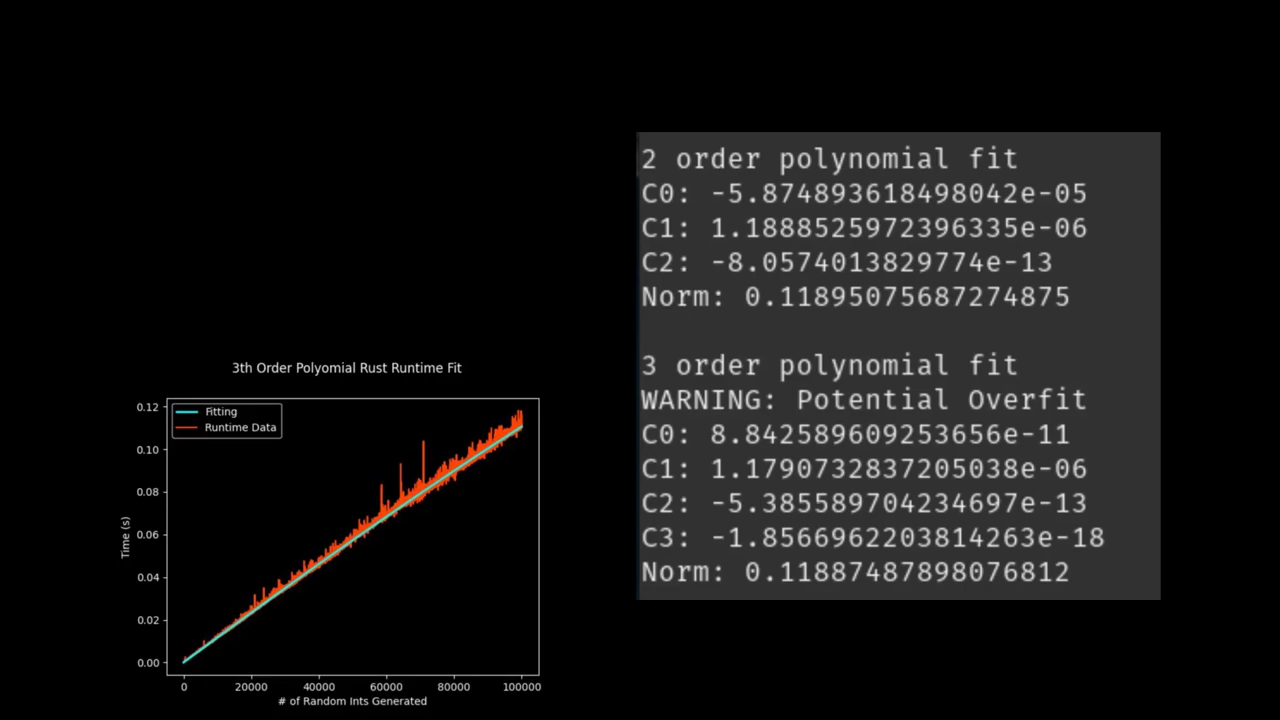 2 order polynomial fit
C0: -5.874893618498042e-05
C1: 1.1888525972396335e-06
C2: -8.0574013829774e-13
Norm: 0.11895075687274875
3 order polynomial fit
WARNING: Potential Overfit
C0: 8.842589609253656e-11
C1: 1.1790732837205038e-06
C2: -5.385589704234697e-13
C3: -1.8566962203814263e-18
Norm: 0.11887487898076812
3th Order Polyomial Rust Runtime Fit
Fitting
Runtime Data
0.12
0.10
0.08
0.06
0.04
0.02
0.00
Time (s)
0 20000 40000 60000 80000 100000
# of Random Ints Generated